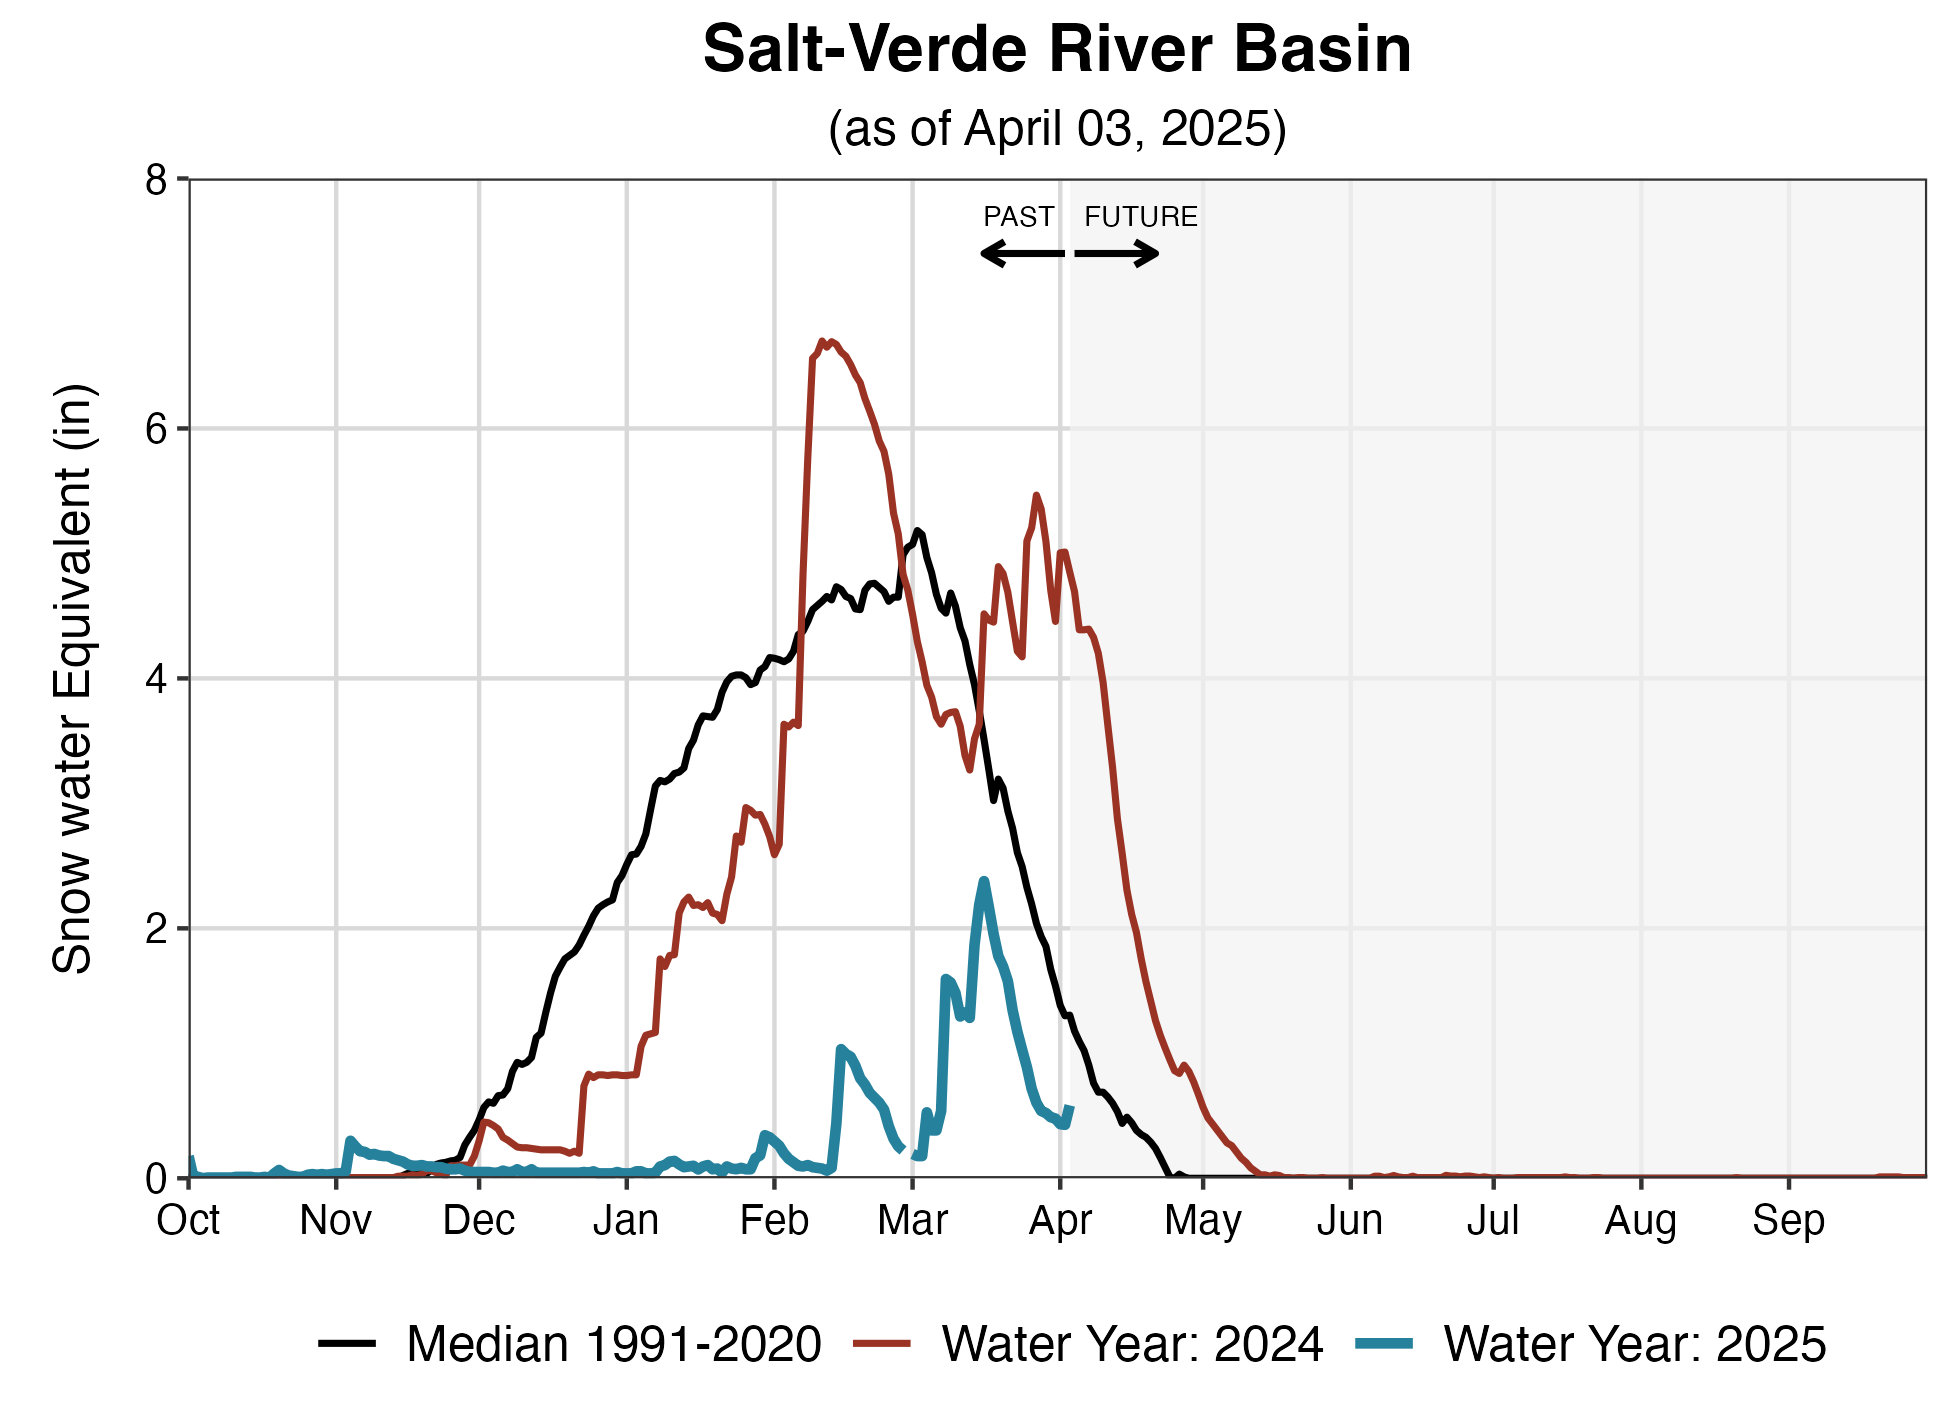 Salt-Verde River Basin
(as of April 03, 2025)
PAST FUTURE
Snow water Equivalent (in)
8
6
4
2
0
Oct Nov Dec Jan Feb Mar Apr May Jun Jul Aug Sep
Median 1991-2020 Water Year: 2024 Water Year: 2025